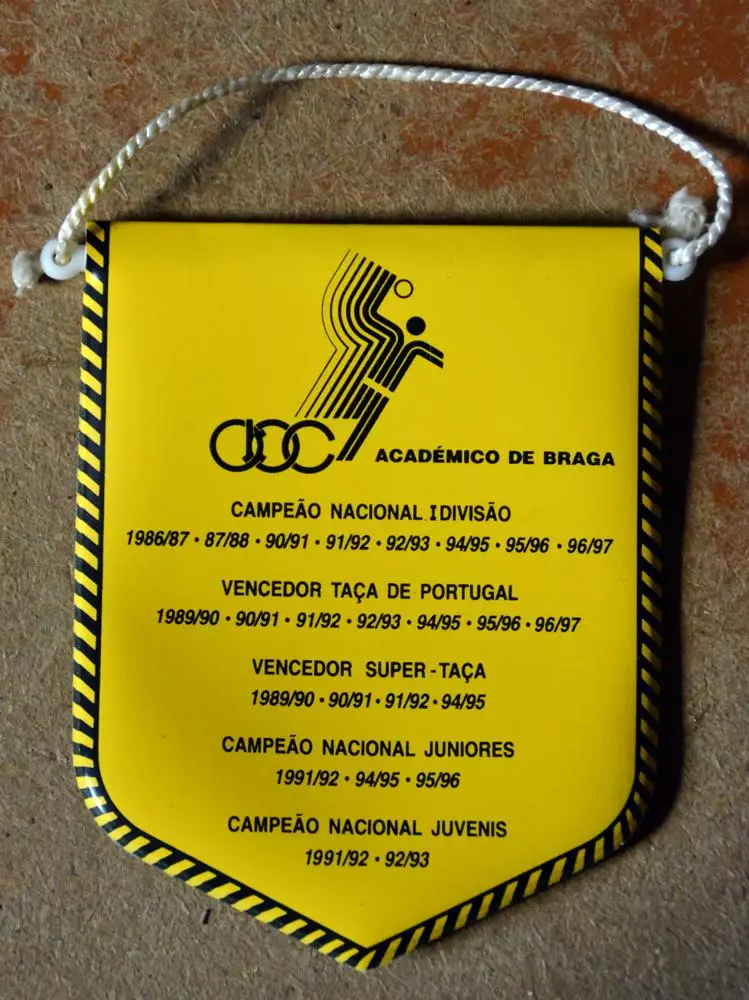 ABC
ACADÉMICO DE BRAGA
CAMPEÃO NACIONAL I DIVISÃO
1986/87 • 87/88 • 90/91 • 91/92 • 92/93 • 94/95 • 95/96 • 96/97
VENCEDOR TAÇA DE PORTUGAL
1989/90 • 90/91 • 91/92 • 92/93 • 94/95 • 95/96 • 96/97
VENCEDOR SUPER-TAÇA
1989/90 • 90/91 • 91/92 • 94/95
CAMPEÃO NACIONAL JUNIORES
1991/92 • 94/95 • 95/96
CAMPEÃO NACIONAL JUVENIS
1991/92 • 92/93